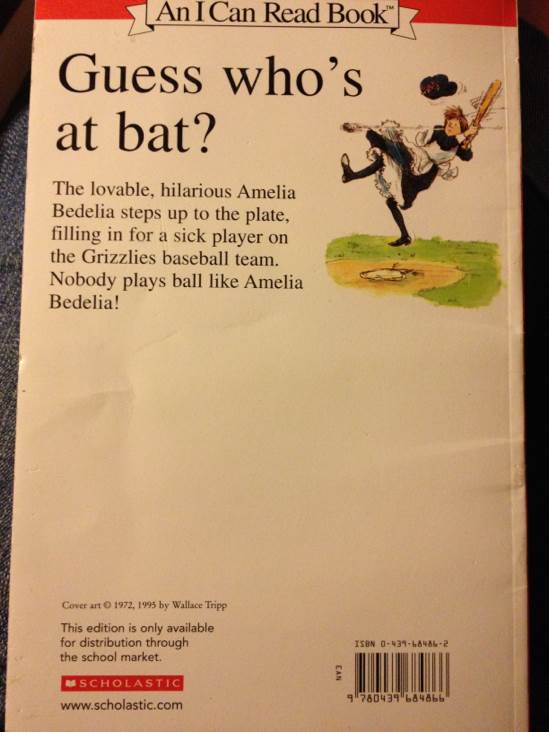 An I Can Read Book™
Guess who's
at bat?
The lovable, hilarious Amelia
Bedelia steps up to the plate,
filling in for a sick player on
the Grizzlies baseball team.
Nobody plays ball like Amelia
Bedelia!
Cover art © 1972, 1995 by Wallace Tripp
This edition is only available
for distribution through
the school market.
SCHOLASTIC
www.scholastic.com
ISBN 0-439-68486-2
EAN
9 780439 684866